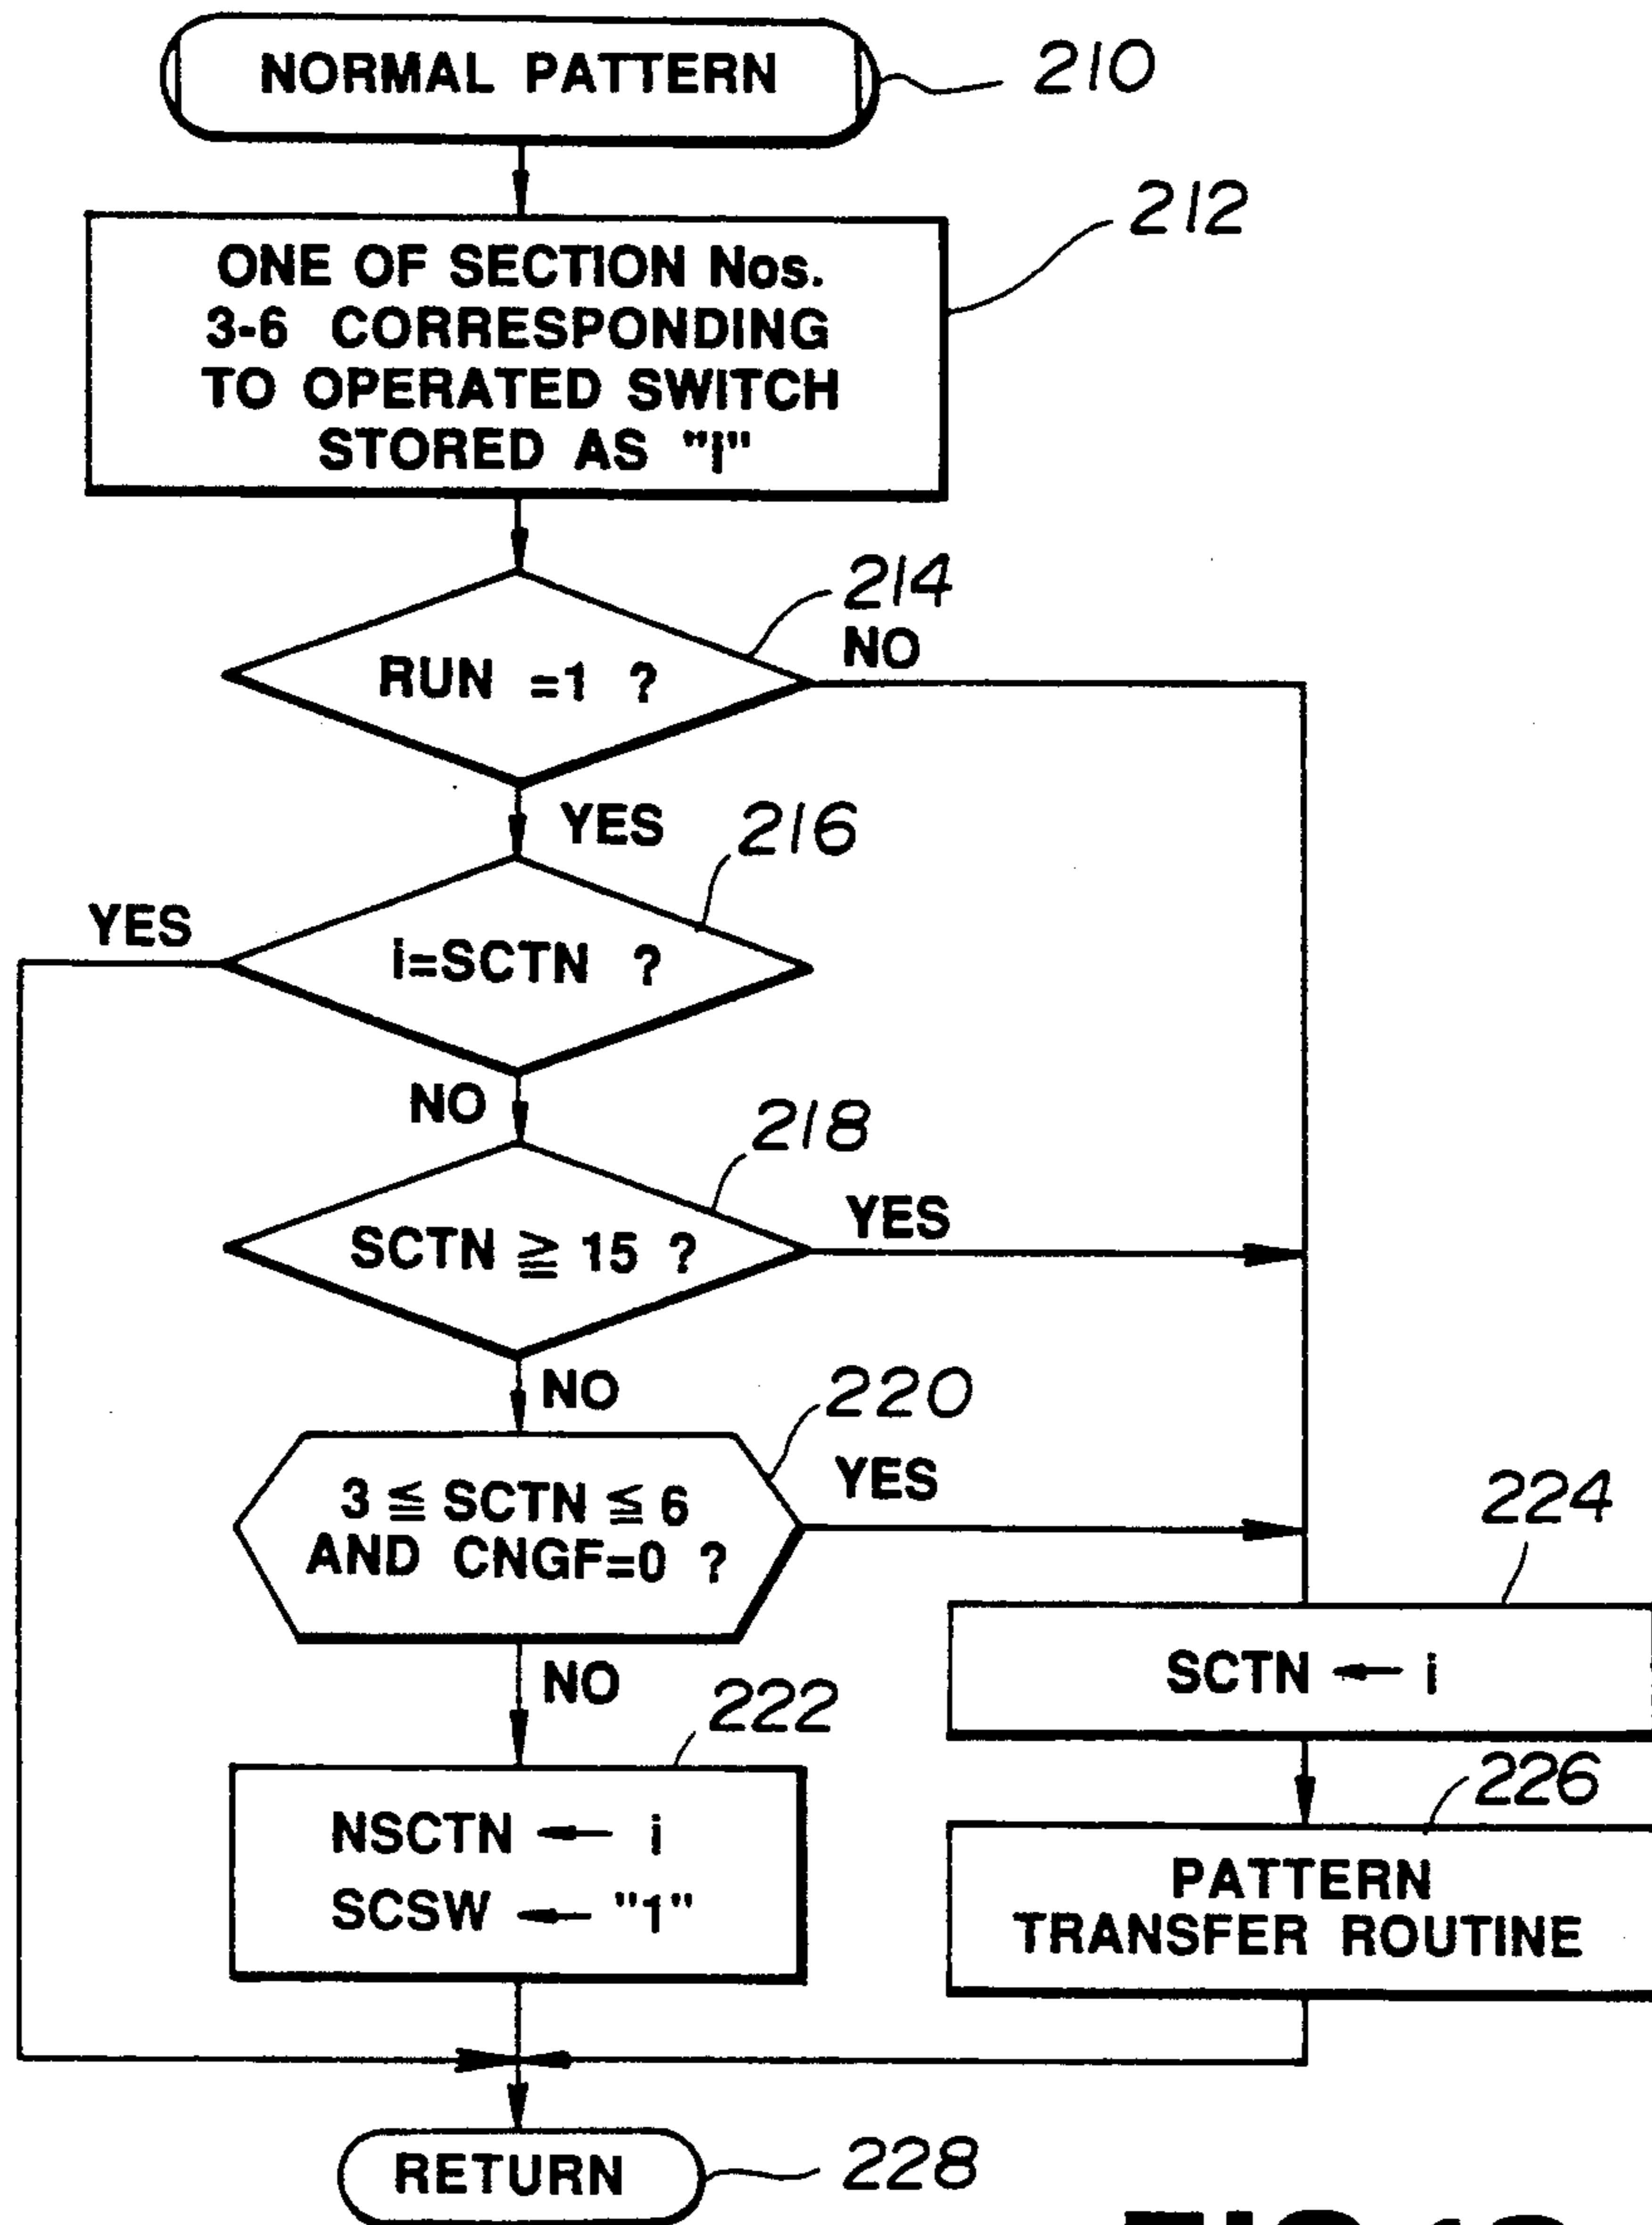 NORMAL PATTERN
210
ONE OF SECTION Nos.
3-6 CORRESPONDING
TO OPERATED SWITCH
STORED AS "i"
212
RUN =1 ?
214
NO
YES
i=SCTN ?
216
YES
NO
SCTN ≧ 15 ?
218
YES
NO
3 ≦ SCTN ≦ 6
AND CNGF=0 ?
220
YES
NO
NSCTN ← i
SCSW ← "1"
222
SCTN ← i
224
PATTERN
TRANSFER ROUTINE
226
RETURN
228